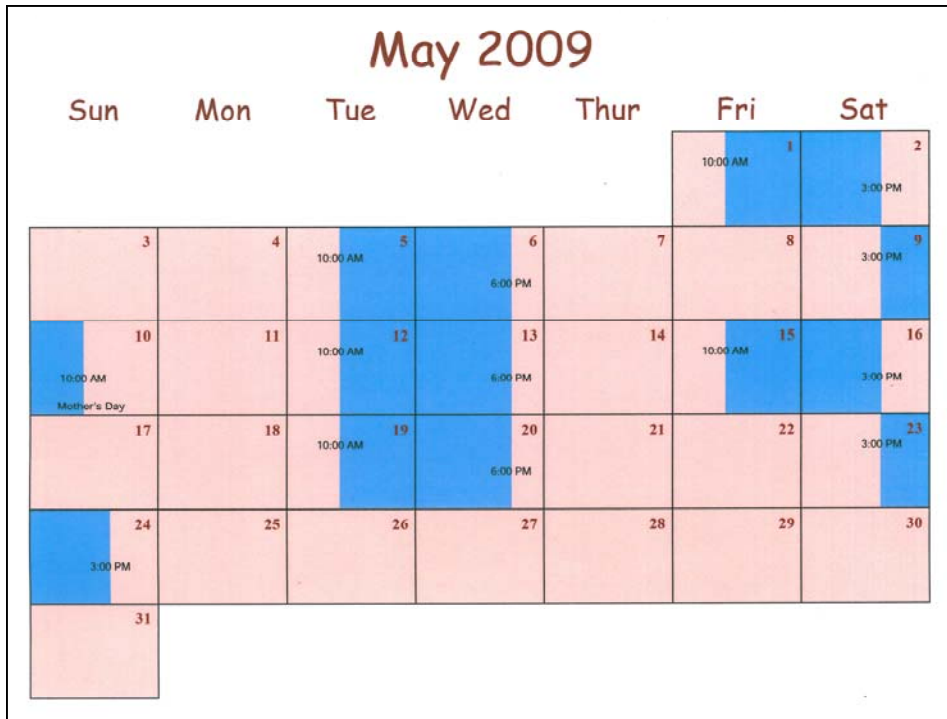 May 2009
Sun Mon Tue Wed Thur Fri Sat
1 2
10:00 AM
3:00 PM
3 4 5 6 7 8 9
10:00 AM 3:00 PM
6:00 PM
10 11 12 13 14 15 16
10:00 AM 10:00 AM
10:00 AM 6:00 PM 3:00 PM
Mother's Day
17 18 19 20 21 22 23
10:00 AM 3:00 PM
6:00 PM
24 25 26 27 28 29 30
3:00 PM
31